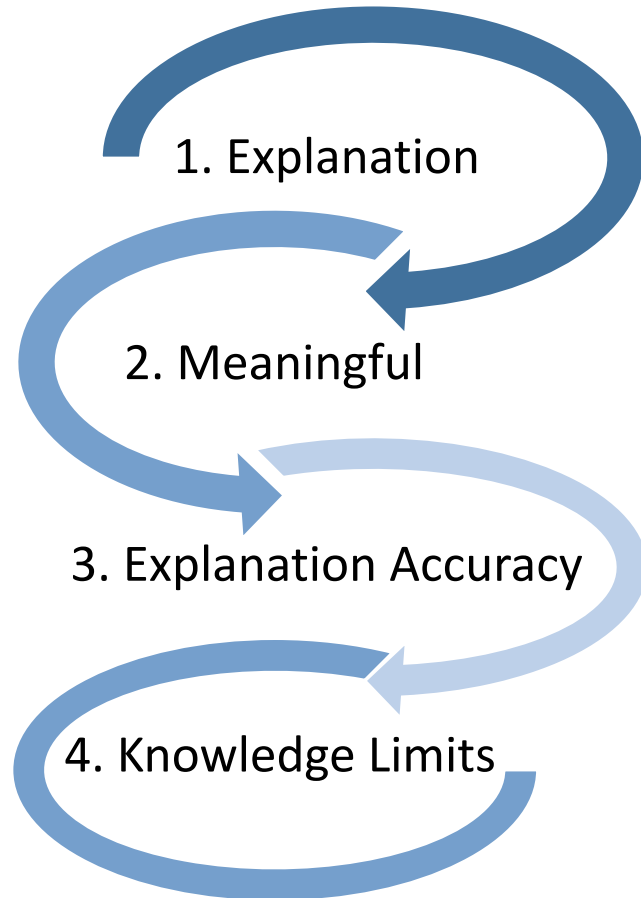 1. Explanation
2. Meaningful
3. Explanation Accuracy
4. Knowledge Limits